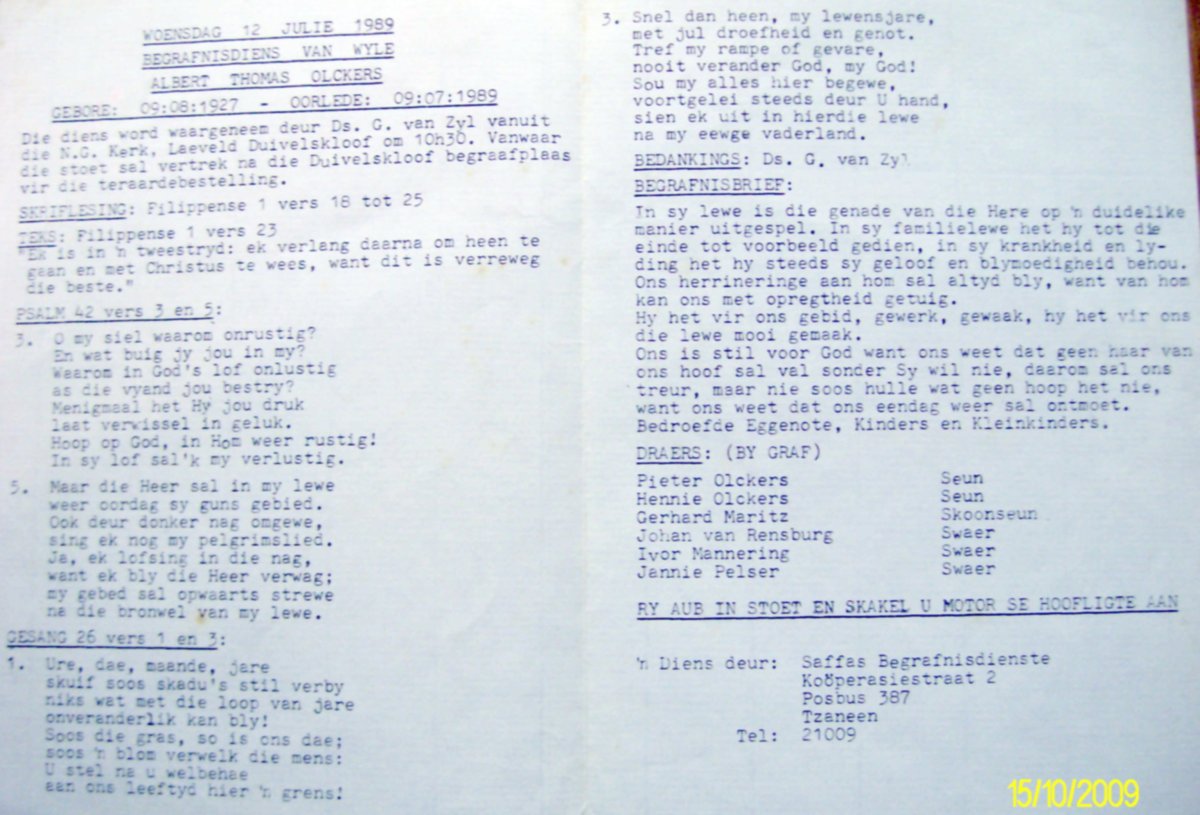 WOENSDAG 12 JULIE 1989
BEGRAFNISDIENS VAN WYLE
ALBERT THOMAS OLCKERS
GEBORE: 09:08:1927 - OORLEDE: 09:07:1989
Die diens word waargeneem deur Ds. G. van Zyl vanuit
die N.G. Kerk, Laeveld Duivelskloof om 10h30. Vanwaar
die stoet sal vertrek na die Duivelskloof begraafplaas
vir die teraardebestelling.
SKRIFLESING: Filippense 1 vers 18 tot 25
TEKS: Filippense 1 vers 23
"Ek is in 'n tweestryd: ek verlang daarna om heen te
gaan en met Christus te wees, want dit is verreweg
die beste."
PSALM 42 vers 3 en 5:
3. O my siel waarom onrustig?
En wat buig jy jou in my?
Waarom in God's lof onlustig
as die vyand jou bestry?
Menigmaal het Hy jou druk
laat verwissel in geluk.
Hoop op God, in Hom weer rustig!
In sy lof sal'k my verlustig.
5. Maar die Heer sal in my lewe
weer oordag sy guns gebied.
Ook deur donker nag omgewe,
sing ek nog my pelgrimslied.
Ja, ek lofsing in die nag,
want ek bly die Heer verwag;
my gebed sal opwaarts strewe
na die bronwel van my lewe.
GESANG 26 vers 1 en 3:
1. Ure, dae, maande, jare
skuif soos skadu's stil verby
niks wat met die loop van jare
onveranderlik kan bly!
Soos die gras, so is ons dae;
soos 'n blom verwelk die mens:
U stel na u welbehae
aan ons leeftyd hier 'n grens!
3. Snel dan heen, my lewensjare,
met jul droefheid en genot.
Tref my rampe of gevare,
nooit verander God, my God!
Sou my alles hier begewe,
voortgelei steeds deur U hand,
sien ek uit in hierdie lewe
na my eewge vaderland.
BEDANKINGS: Ds. G. van Zyl
BEGRAFNISBRIEF:
In sy lewe is die genade van die Here op 'n duidelike
manier uitgespel. In sy familielewe het hy tot die
einde tot voorbeeld gedien, in sy krankheid en ly-
ding het hy steeds sy geloof en blymoedigheid behou.
Ons herrineringe aan hom sal altyd bly, want van hom
kan ons met opregtheid getuig.
Hy het vir ons gebid, gewerk, gewaak, hy het vir ons
die lewe mooi gemaak.
Ons is stil voor God want ons weet dat geen haar van
ons hoof sal val sonder Sy wil nie, daarom sal ons
treur, maar nie soos hulle wat geen hoop het nie,
want ons weet dat ons eendag weer sal ontmoet.
Bedroefde Eggenote, Kinders en Kleinkinders.
DRAERS: (BY GRAF)
Pieter Olckers Seun
Hennie Olckers Seun
Gerhard Maritz Skoonseun
Johan van Rensburg Swaer
Ivor Mannering Swaer
Jannie Pelser Swaer
RY AUB IN STOET EN SKAKEL U MOTOR SE HOOFLIGTE AAN
'n Diens deur: Saffas Begrafnisdienste
Koöperasiestraat 2
Posbus 387
Tzaneen
Tel: 21009
15/10/2009